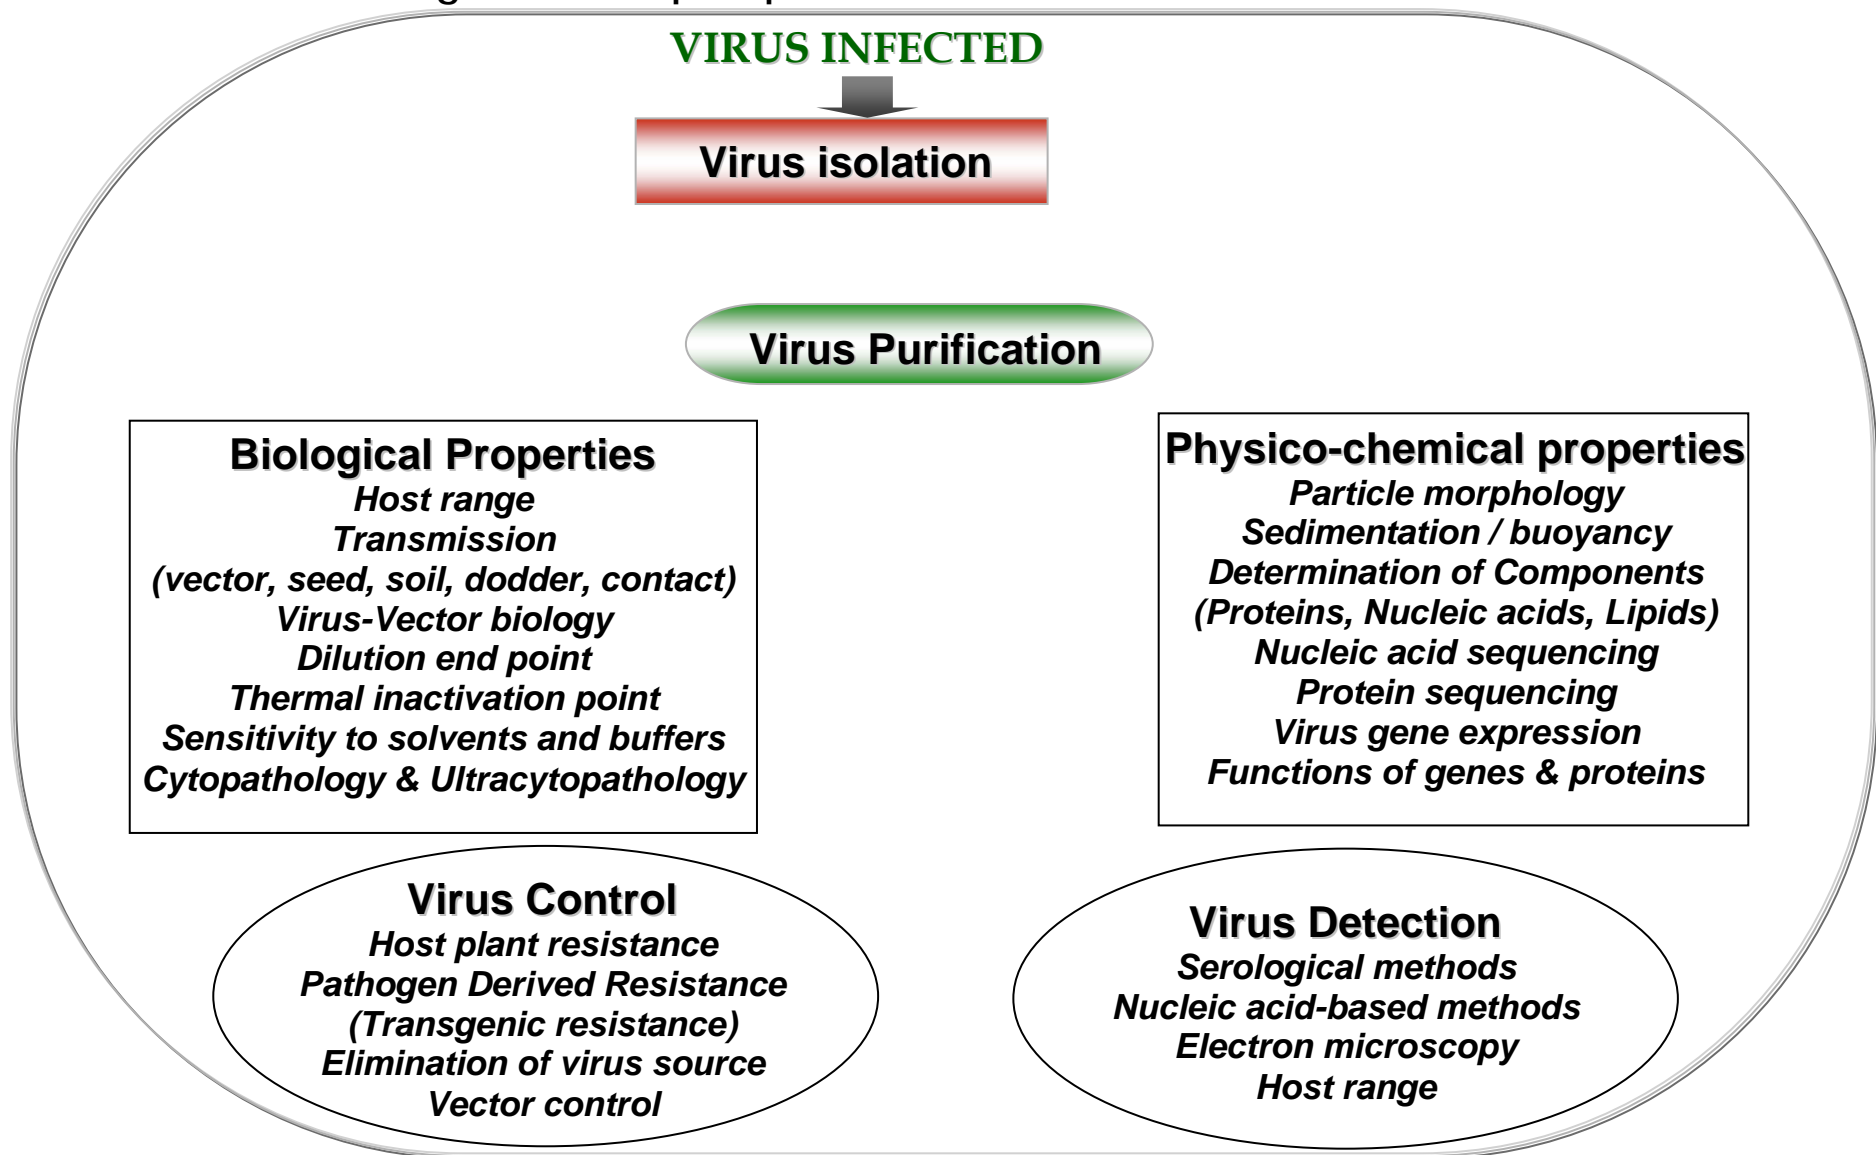 VIRUS INFECTED
Virus isolation
Virus Purification
Biological Properties
Host range
Transmission
(vector, seed, soil, dodder, contact)
Virus-Vector biology
Dilution end point
Thermal inactivation point
Sensitivity to solvents and buffers
Cytopathology & Ultracytopathology
Physico-chemical properties
Particle morphology
Sedimentation / buoyancy
Determination of Components
(Proteins, Nucleic acids, Lipids)
Nucleic acid sequencing
Protein sequencing
Virus gene expression
Functions of genes & proteins
Virus Control
Host plant resistance
Pathogen Derived Resistance
(Transgenic resistance)
Elimination of virus source
Vector control
Virus Detection
Serological methods
Nucleic acid-based methods
Electron microscopy
Host range